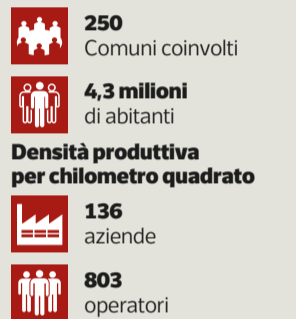 250
Comuni coinvolti
4,3 milioni
di abitanti
Densità produttiva
per chilometro quadrato
136
aziende
803
operatori